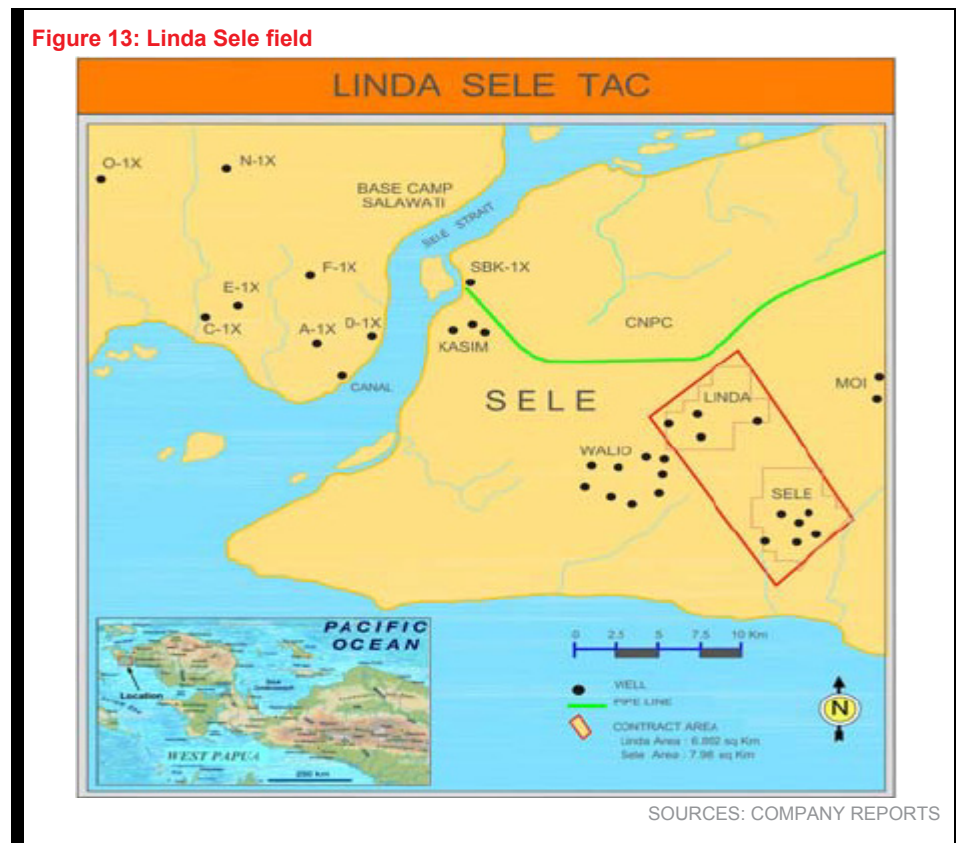 Figure 13: Linda Sele field
LINDA SELE TAC
O-1X
N-1X
BASE CAMP
SALAWATI
SELE STRAIT
F-1X
SBK-1X
E-1X
C-1X
A-1X
D-1X
CNPC
KASIM
CANAL
SELE
LINDA
MOI
WALIO
SELE
PACIFIC
OCEAN
Location
WEST PAPUA
200 km
0 2.5 5 7.5 10 Km
WELL
PIPE LINE
CONTRACT AREA
Linda Area : 6.882 sq Km
Sele Area : 7.98 sq Km
N
SOURCES: COMPANY REPORTS